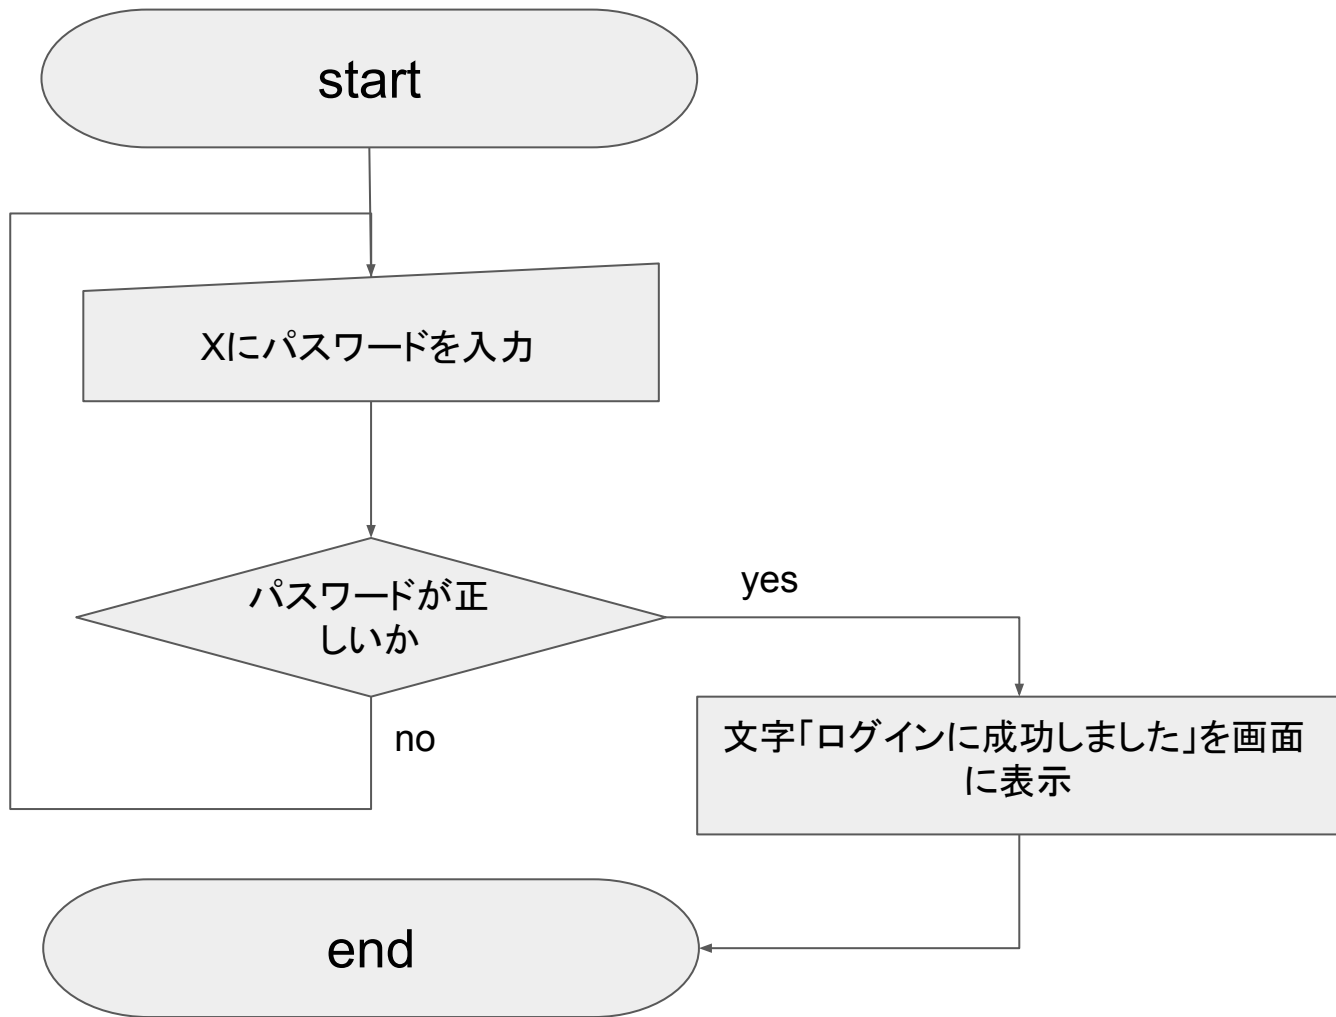 start
Xにパスワードを入力
パスワードが正
しいか
yes
no
文字「ログインに成功しました」を画面
に表示
end